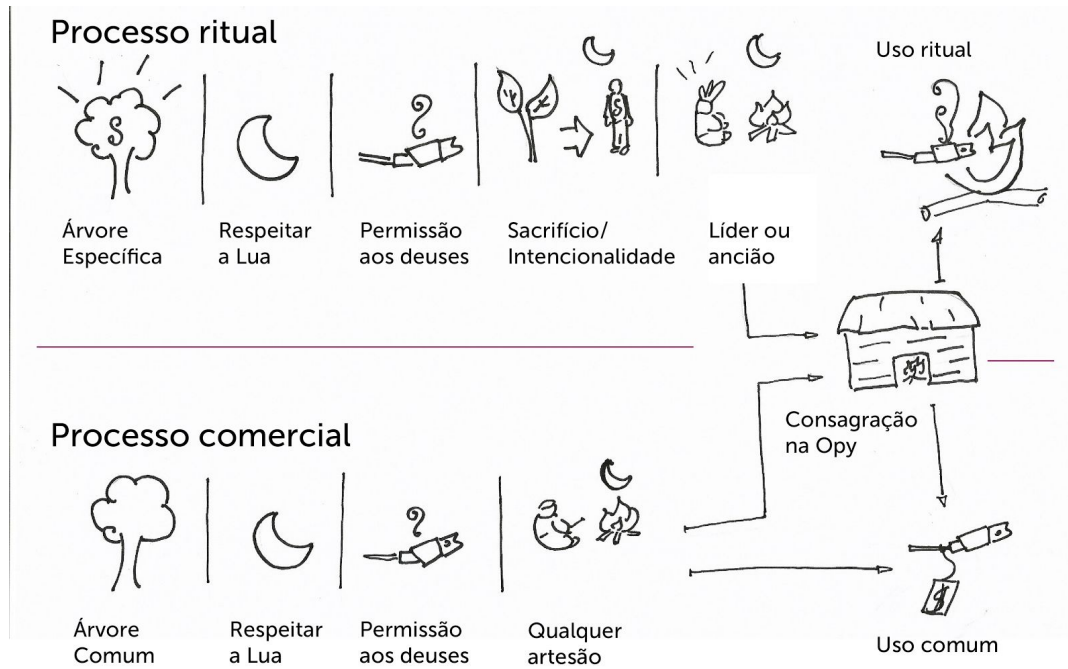 Processo ritual
Uso ritual
Árvore
Específica
Respeitar
a Lua
Permissão
aos deuses
Sacrifício/
Intencionalidade
Líder ou
ancião
Consagração
na Opy
Processo comercial
Árvore
Comum
Respeitar
a Lua
Permissão
aos deuses
Qualquer
artesão
$
Uso comum